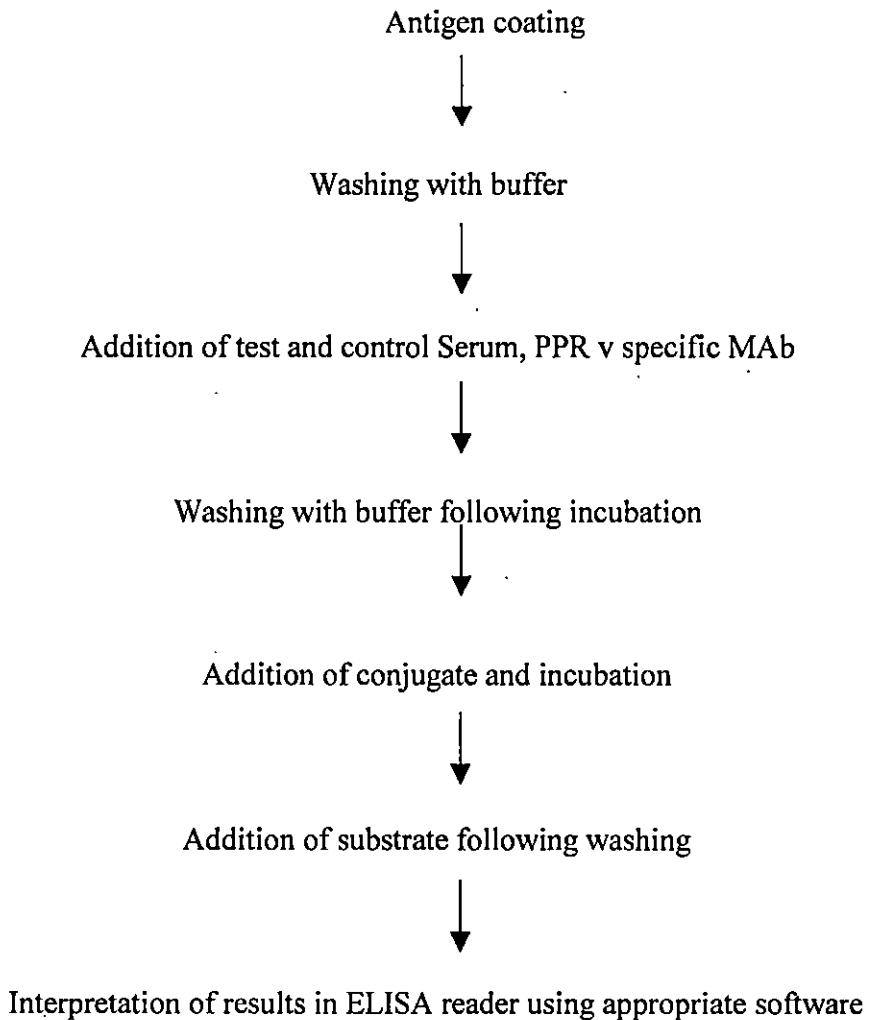 Antigen coating
Washing with buffer
Addition of test and control Serum, PPR v specific MAb
Washing with buffer following incubation
Addition of conjugate and incubation
Addition of substrate following washing
Interpretation of results in ELISA reader using appropriate software